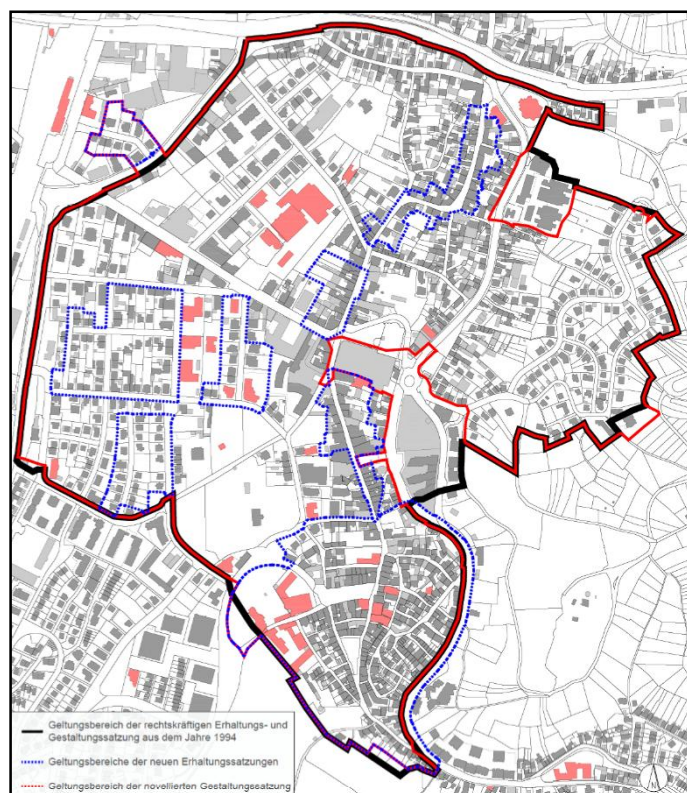 Geltungsbereich der rechtskräftigen Erhaltungs- und
Gestaltungssatzung aus dem Jahre 1994
Geltungsbereiche der neuen Erhaltungssatzungen
Geltungsbereich der novellierten Gestaltungssatzung
N